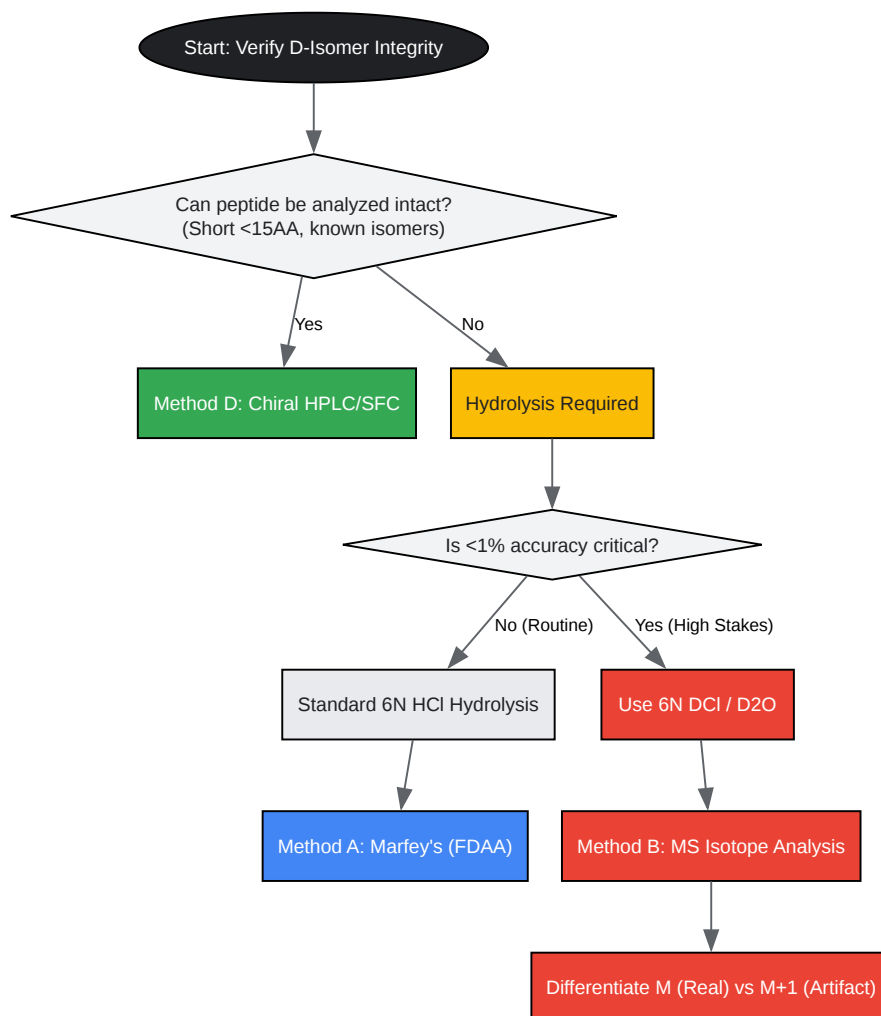 Start: Verify D-Isomer Integrity
Can peptide be analyzed intact?
(Short <15AA, known isomers)
Yes
No
Method D: Chiral HPLC/SFC
Hydrolysis Required
Is <1% accuracy critical?
No (Routine)
Yes (High Stakes)
Standard 6N HCl Hydrolysis
Use 6N DCl / D2O
Method A: Marfey's (FDAA)
Method B: MS Isotope Analysis
Differentiate M (Real) vs M+1 (Artifact)